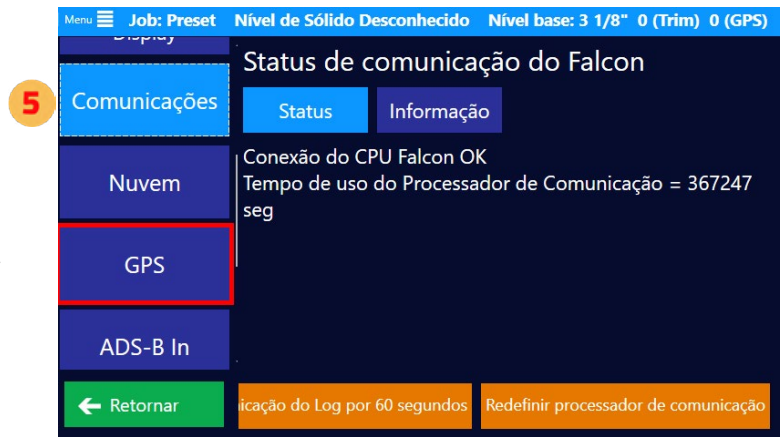 Menu Job: Preset Nível de Sólido Desconhecido Nível base: 3 1/8" 0 (Trim) 0 (GPS)
Display
Status de comunicação do Falcon
5
Comunicações
Status Informação
Conexão do CPU Falcon OK
Nuvem
Tempo de uso do Processador de Comunicação = 367247
seg
GPS
ADS-B In
Retornar
do Log por 60 segundos
Redefinir processador de comunicação